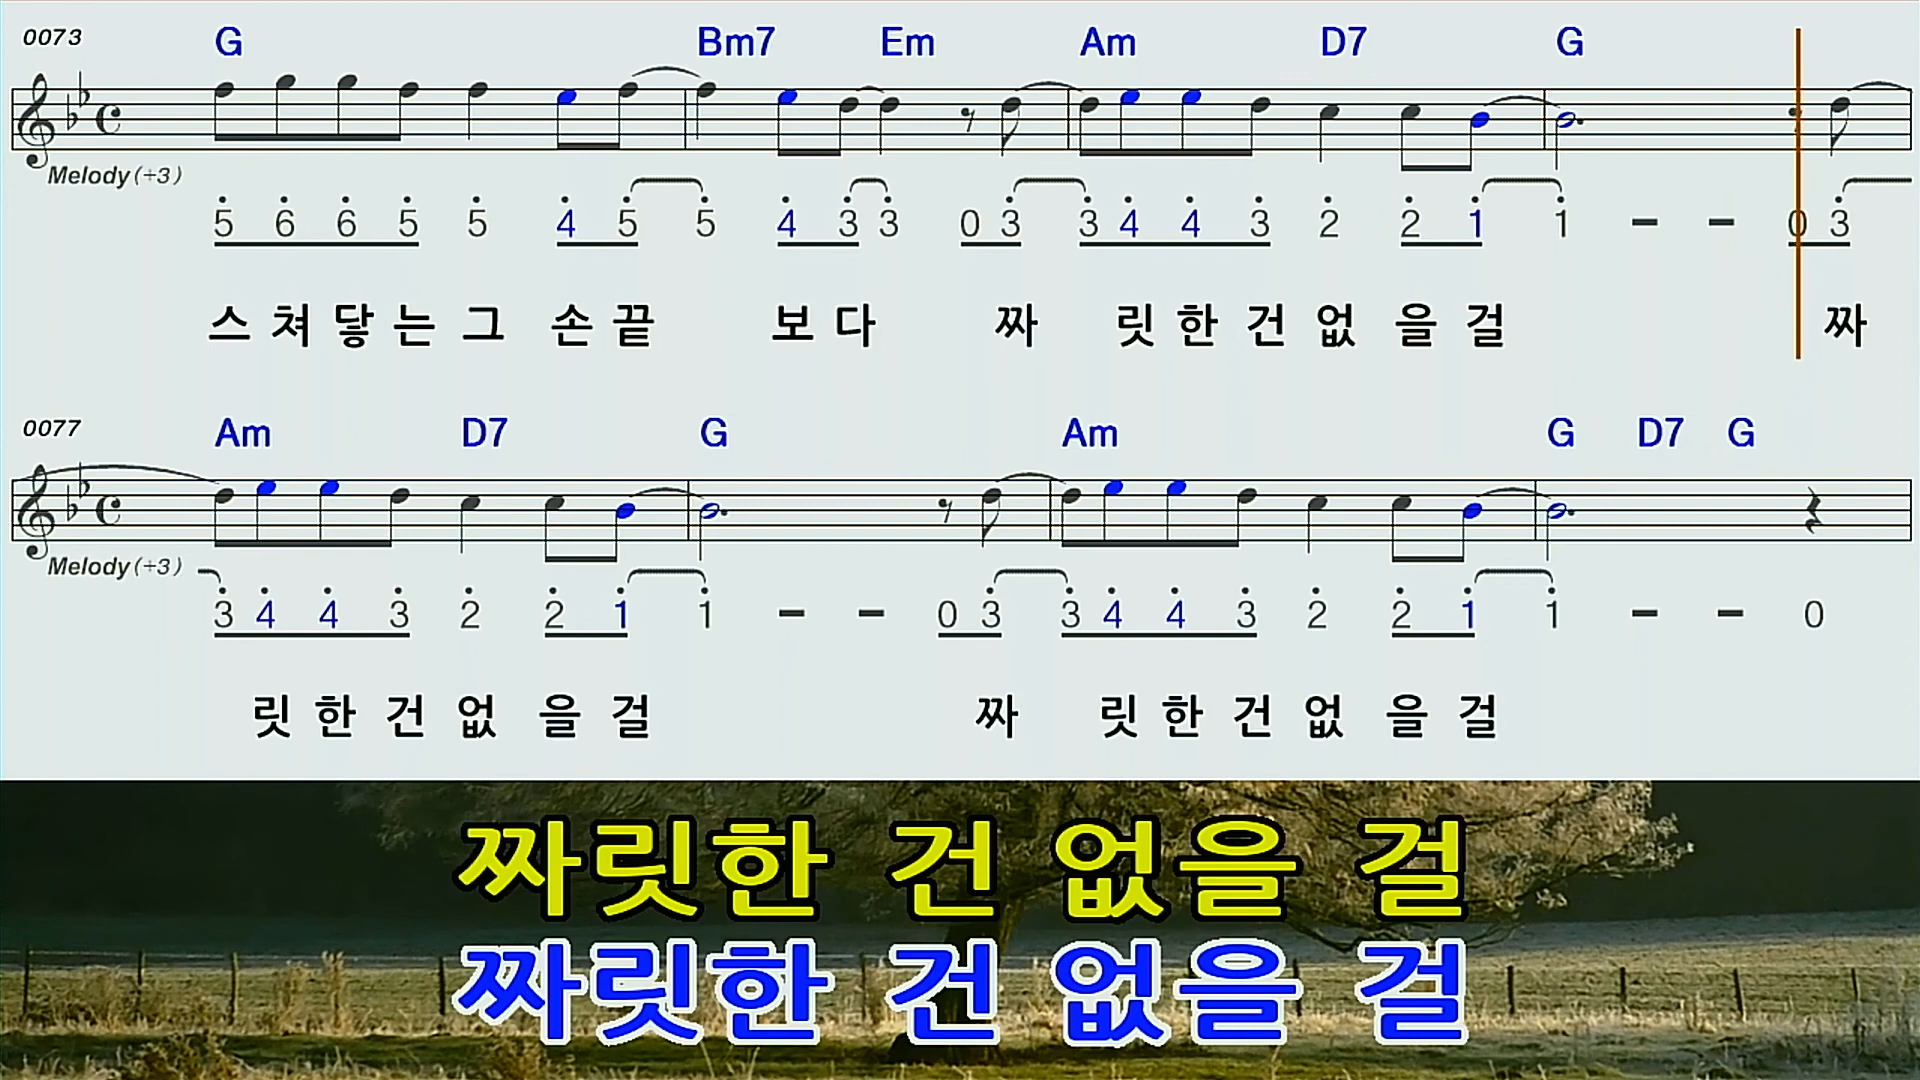 0073 G Bm7 Em Am D7 G
Melody(+3)
5 6 6 5 5 4 5 5 4 3 3 0 3 3 4 4 3 2 2 1 1 - - 0 3
스 쳐 닿 는 그 손 끝 보 다 짜 릿 한 건 없 을 걸 짜
0077 Am D7 G Am G D7 G
Melody(+3)
3 4 4 3 2 2 1 1 - - 0 3 3 4 4 3 2 2 1 1 - - 0
릿 한 건 없 을 걸 짜 릿 한 건 없 을 걸
짜릿한 건 없을 걸
짜릿한 건 없을 걸